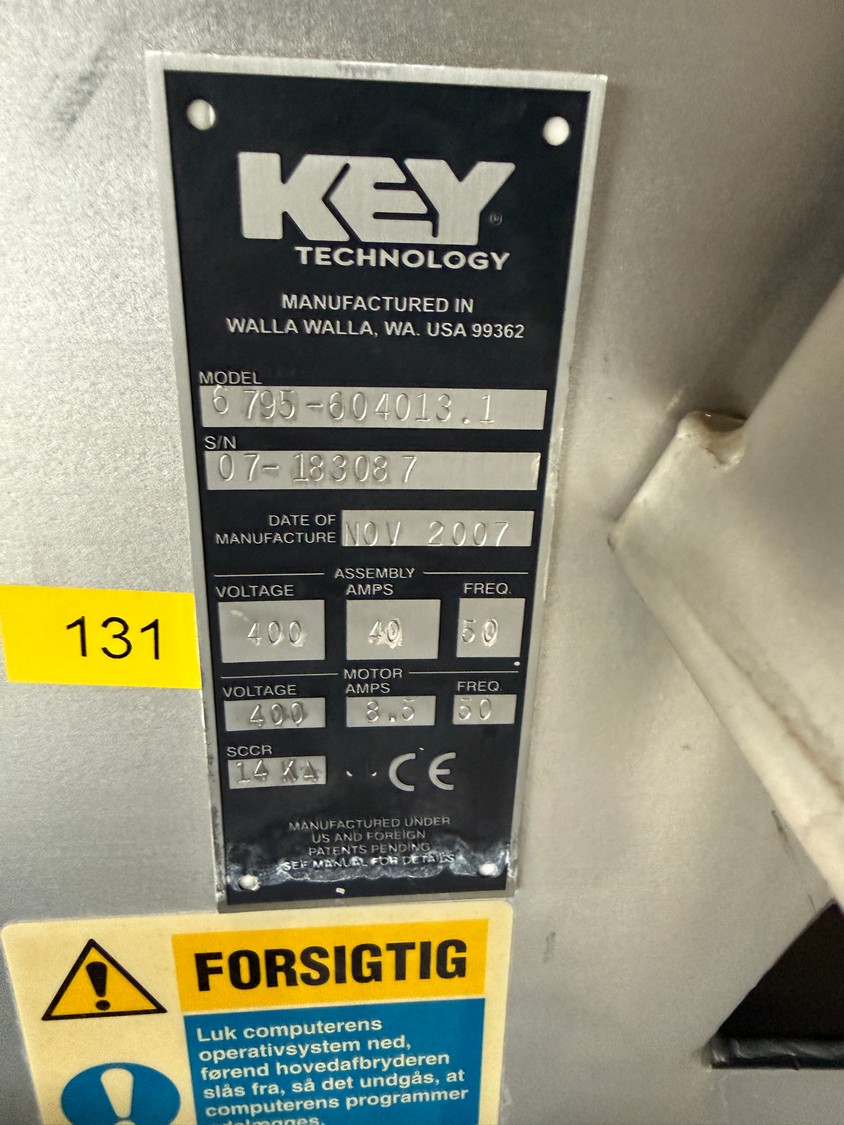 KEY®
TECHNOLOGY
MANUFACTURED IN
WALLA WALLA, WA. USA 99362
MODEL
6795-604013.1
S/N
07-183087
DATE OF
MANUFACTURE NOV 2007
ASSEMBLY
VOLTAGE AMPS FREQ.
400 40 50
MOTOR
VOLTAGE AMPS FREQ.
400 8.5 50
SCCR
14 KA CE
MANUFACTURED UNDER
US AND FOREIGN
PATENTS PENDING
SEE MANUAL FOR DETAILS
131
FORSIGTIG
Luk computerens
operativsystem ned,
førend hovedafbryderen
slås fra, så det undgås, at
computerens programmer